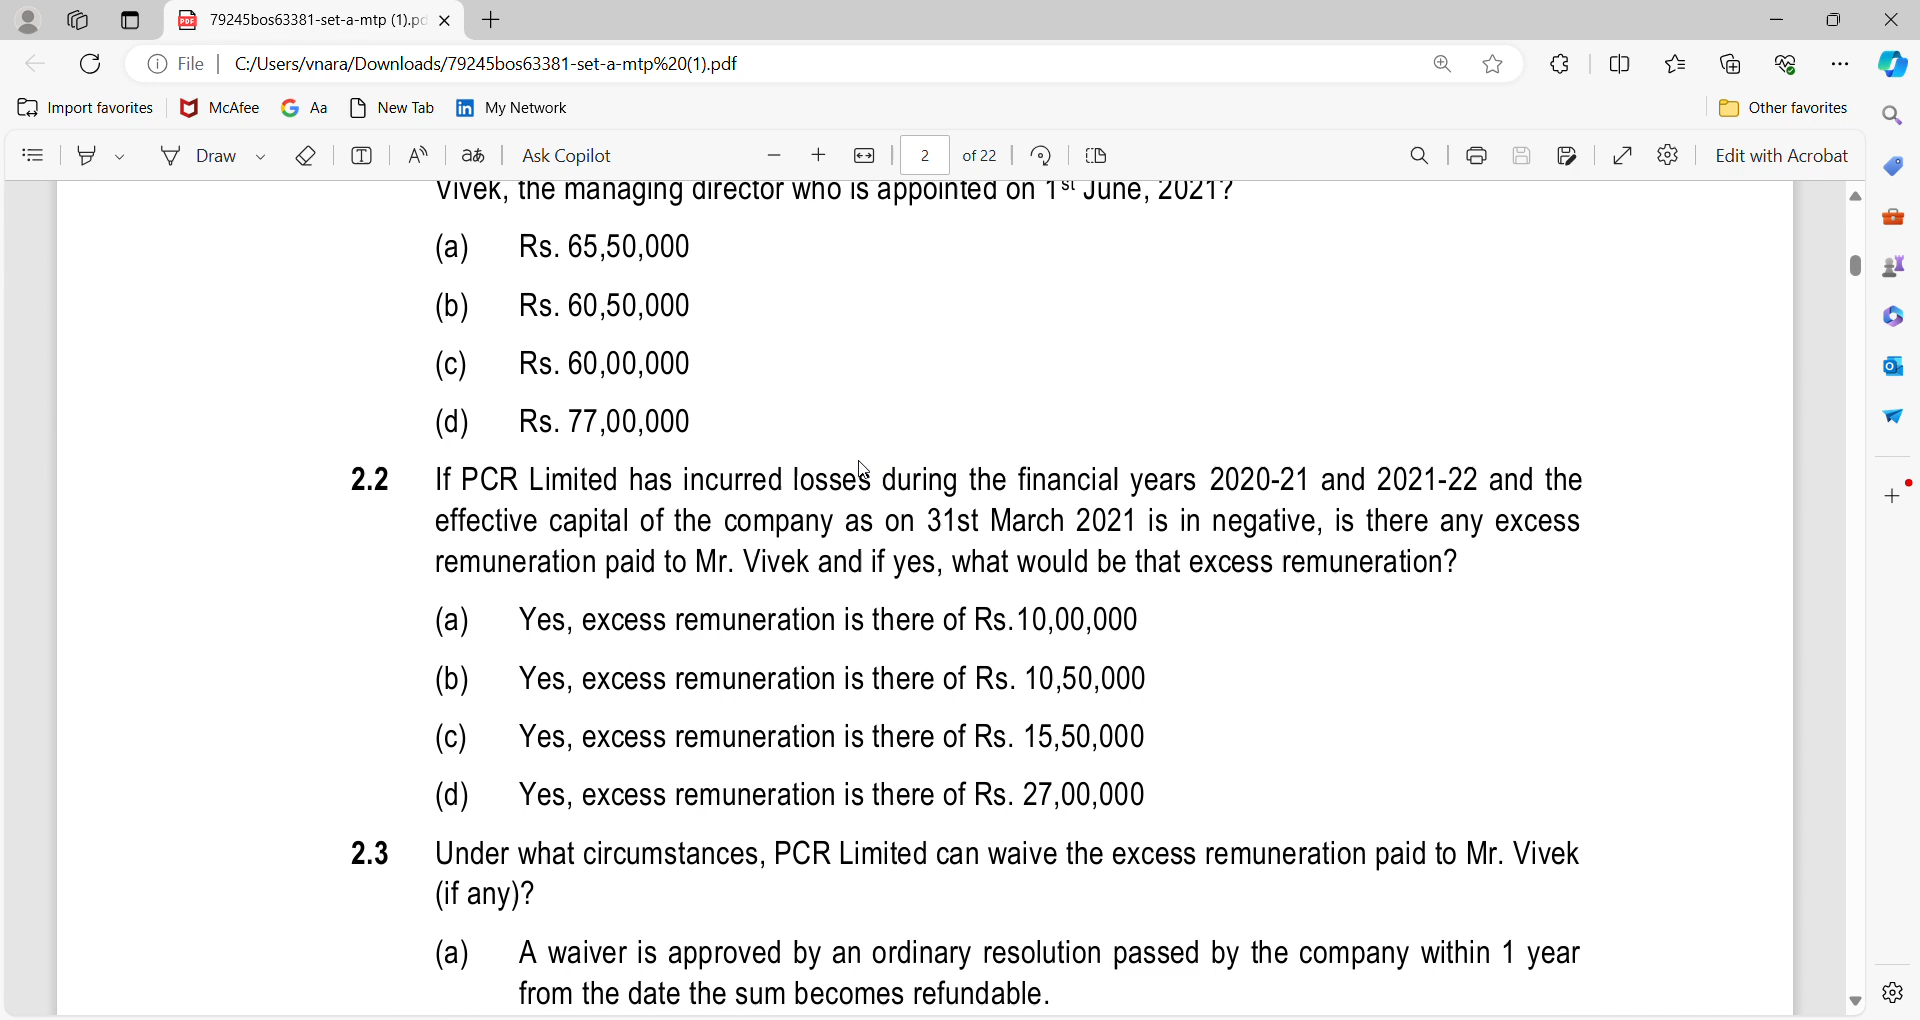 79245bos63381-set-a-mtp (1).pd
File
C:/Users/vnara/Downloads/79245bos63381-set-a-mtp%20(1).pdf
Import favorites
McAfee
Aa
New Tab
My Network
Other favorites
Draw
Ask Copilot
2
of 22
Edit with Acrobat
Vivek, the managing director who is appointed on 1st June, 2021?
(a) Rs. 65,50,000
(b) Rs. 60,50,000
(c) Rs. 60,00,000
(d) Rs. 77,00,000
2.2 If PCR Limited has incurred losses during the financial years 2020-21 and 2021-22 and the
effective capital of the company as on 31st March 2021 is in negative, is there any excess
remuneration paid to Mr. Vivek and if yes, what would be that excess remuneration?
(a) Yes, excess remuneration is there of Rs.10,00,000
(b) Yes, excess remuneration is there of Rs. 10,50,000
(c) Yes, excess remuneration is there of Rs. 15,50,000
(d) Yes, excess remuneration is there of Rs. 27,00,000
2.3 Under what circumstances, PCR Limited can waive the excess remuneration paid to Mr. Vivek
(if any)?
(a) A waiver is approved by an ordinary resolution passed by the company within 1 year
from the date the sum becomes refundable.